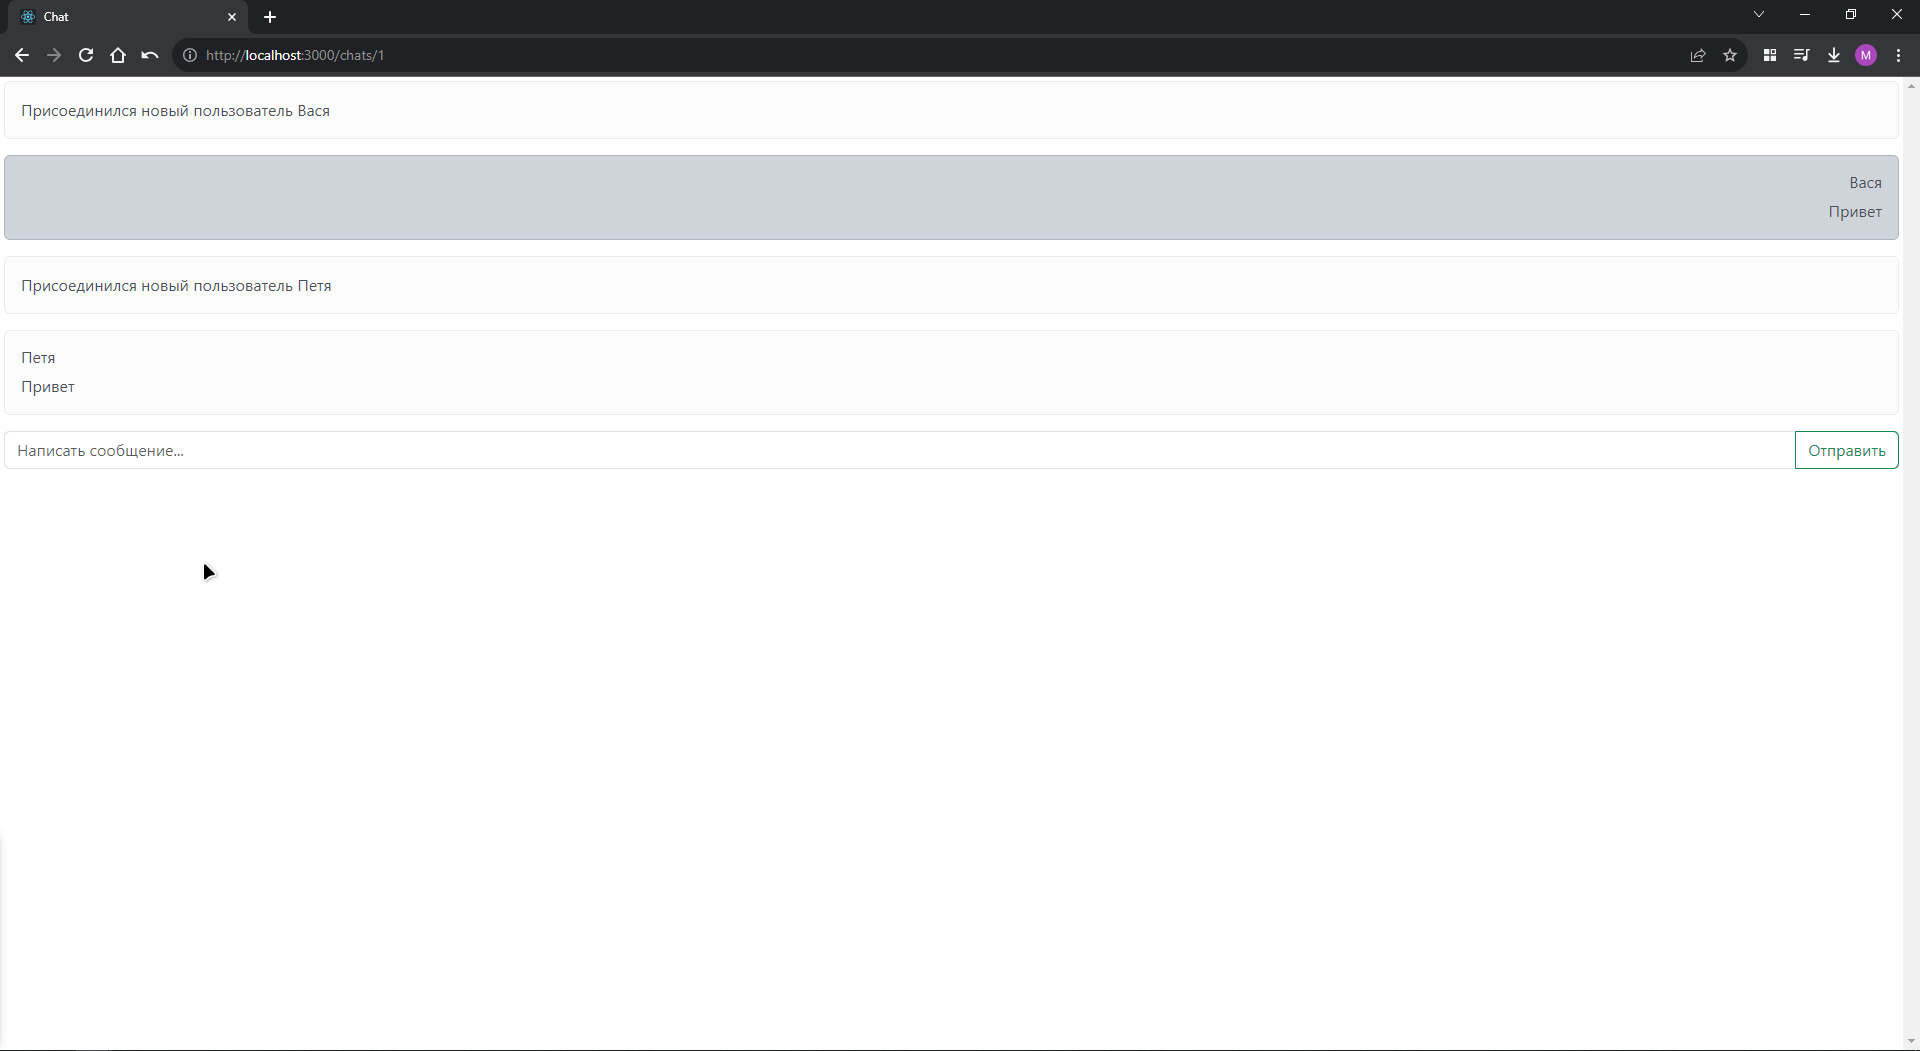 Chat
http://localhost:3000/chats/1
M
Присоединился новый пользователь Вася
Вася
Привет
Присоединился новый пользователь Петя
Петя
Привет
Написать сообщение...
Отправить